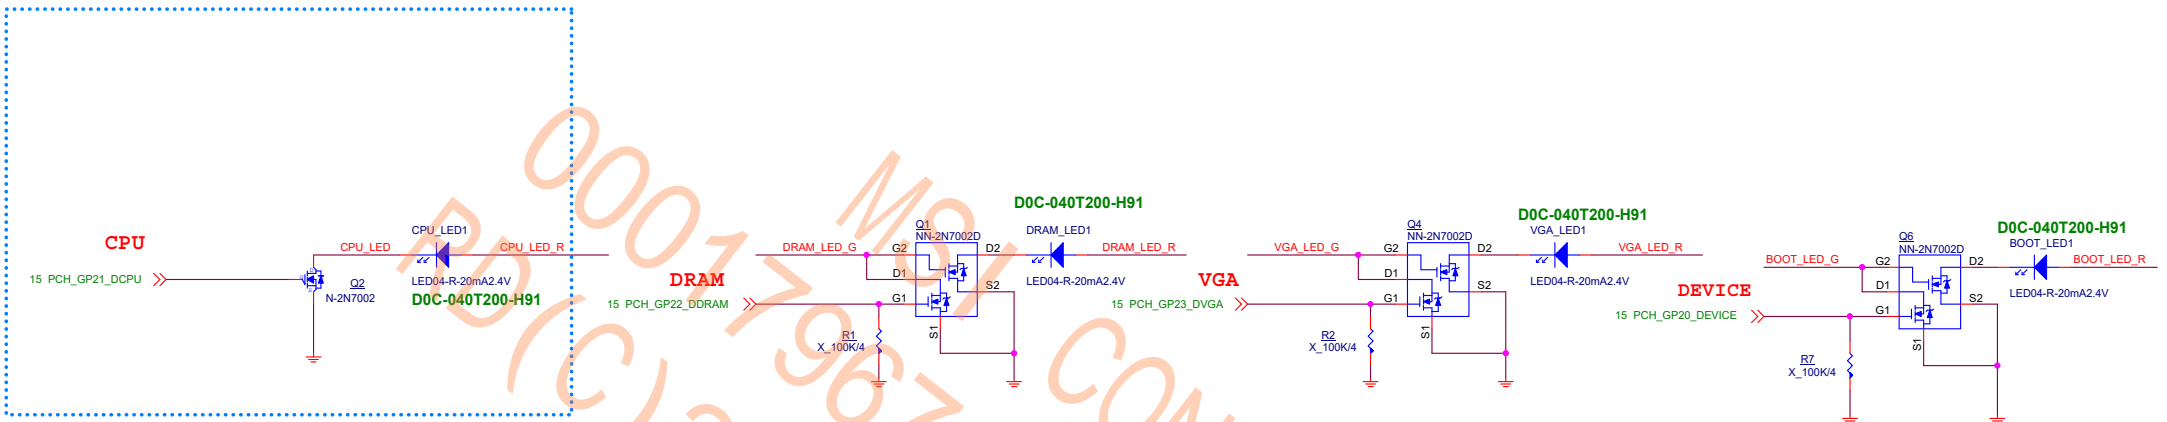 CPU
15 PCH_GP21_DCPU
CPU_LED
CPU_LED1
CPU_LED_R
LED04-R-20mA2.4V
D0C-040T200-H91
Q2
N-2N7002
DRAM
15 PCH_GP22_DDRAM
DRAM_LED_G
Q1
NN-2N7002D
G2
D1
G1
D2
S2
S1
R1
X_100K/4
D0C-040T200-H91
DRAM_LED1
DRAM_LED_R
LED04-R-20mA2.4V
VGA
15 PCH_GP23_DVGA
VGA_LED_G
Q4
NN-2N7002D
G2
D1
G1
D2
S2
S1
R2
X_100K/4
D0C-040T200-H91
VGA_LED1
VGA_LED_R
LED04-R-20mA2.4V
DEVICE
15 PCH_GP20_DEVICE
BOOT_LED_G
Q6
NN-2N7002D
G2
D1
G1
D2
S2
S1
R7
X_100K/4
D0C-040T200-H91
BOOT_LED1
BOOT_LED_R
LED04-R-20mA2.4V
MSI CON
00017967
RD(C)